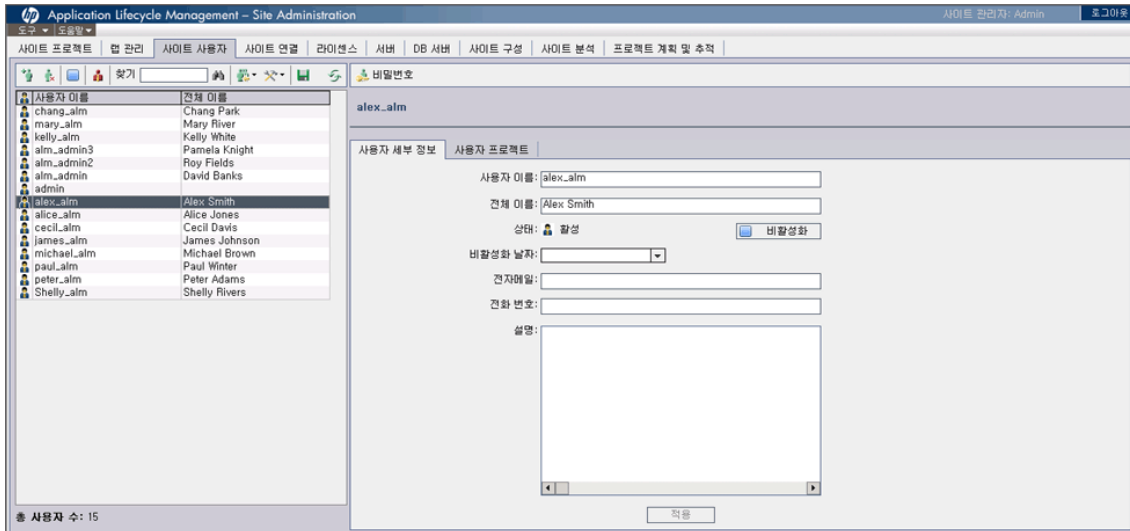 hp Application Lifecycle Management – Site Administration 사이트 관리자: Admin 로그아웃
도구 도움말
사이트 프로젝트 랩 관리 사이트 사용자 사이트 연결 라이센스 서버 DB 서버 사이트 구성 사이트 분석 프로젝트 계획 및 추적
찾기 비밀번호
사용자 이름 전체 이름
chang_alm Chang Park
mary_alm Mary River
kelly_alm Kelly White
alm_admin3 Pamela Knight
alm_admin2 Roy Fields
alm_admin David Banks
admin
alex_alm Alex Smith
alice_alm Alice Jones
cecil_alm Cecil Davis
james_alm James Johnson
michael_alm Michael Brown
paul_alm Paul Winter
peter_alm Peter Adams
Shelly_alm Shelly Rivers
총 사용자 수: 15
alex_alm
사용자 세부 정보 사용자 프로젝트
사용자 이름: alex_alm
전체 이름: Alex Smith
상태: 활성 비활성화
비활성화 날짜:
전자메일:
전화 번호:
설명:
적용